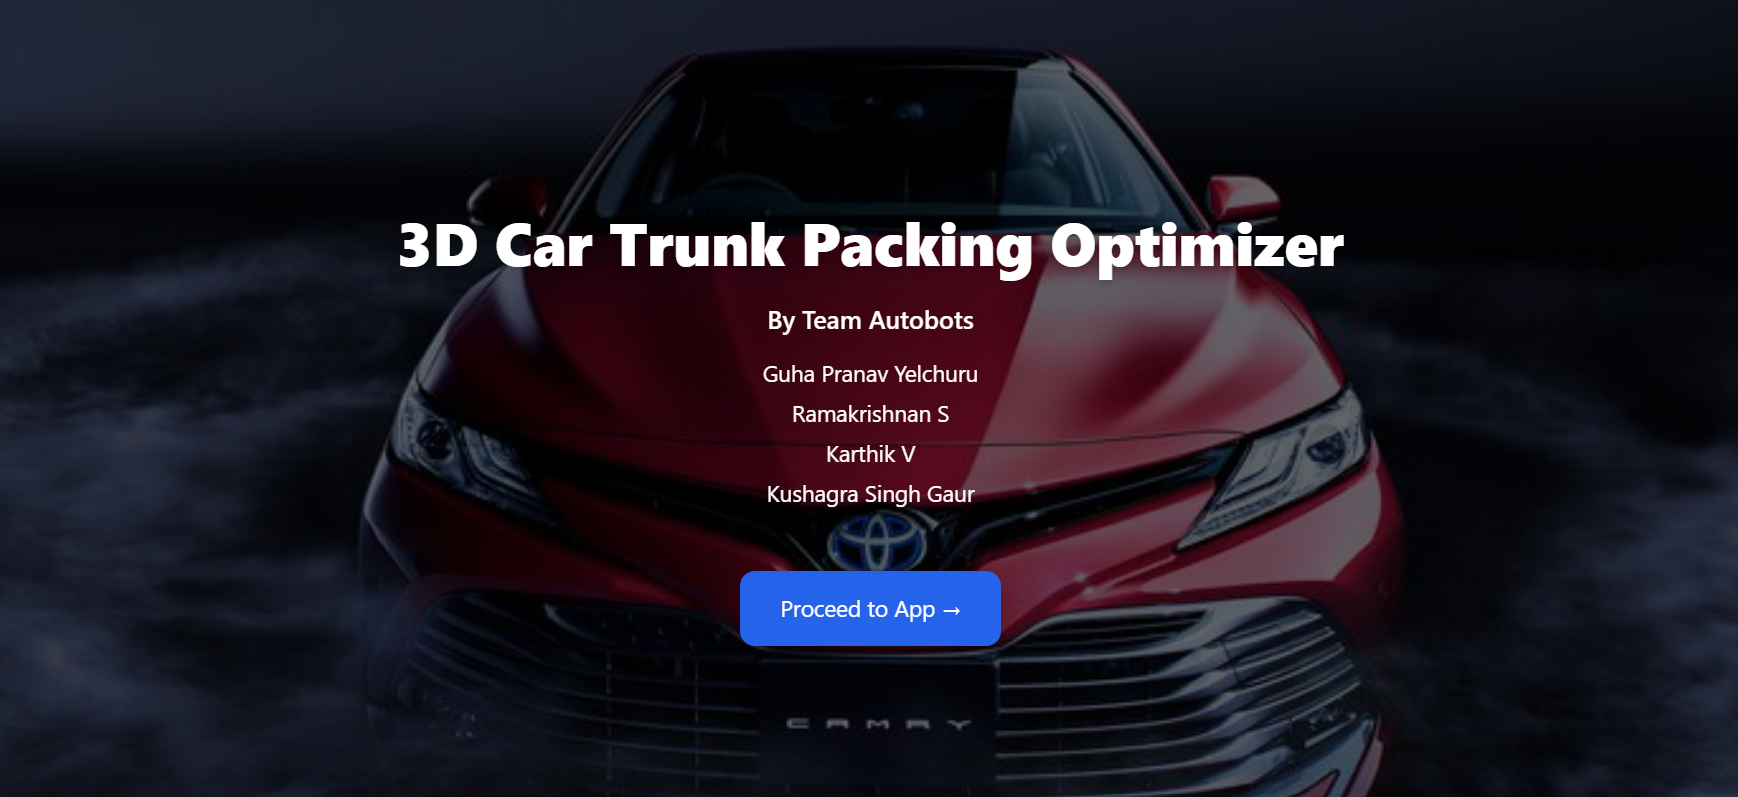 3D Car Trunk Packing Optimizer
By Team Autobots
Guha Pranav Yelchuru
Ramakrishnan S
Karthik V
Kushagra Singh Gaur
Proceed to App →
CAMRY